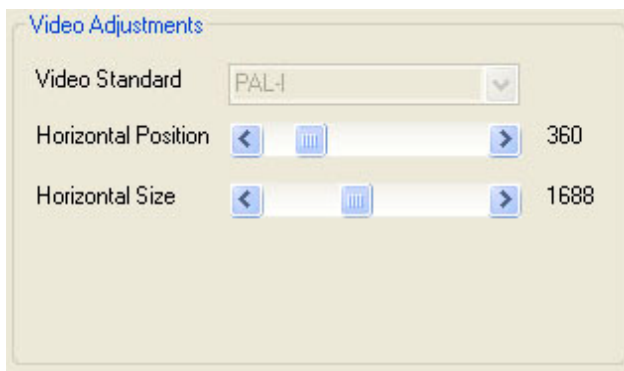 Video Adjustments
Video Standard PAL-I
Horizontal Position 360
Horizontal Size 1688